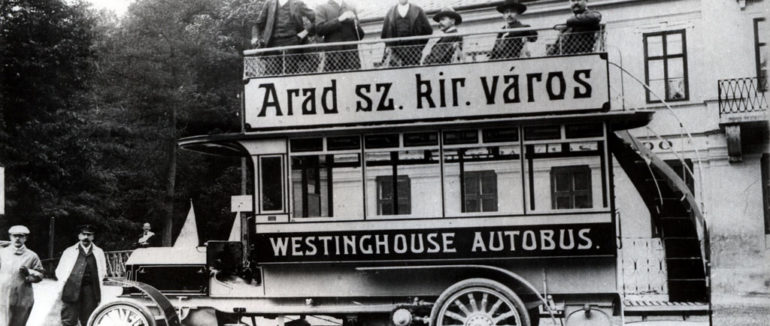 Arad sz. kir. város
WESTINGHOUSE AUTOBUS.